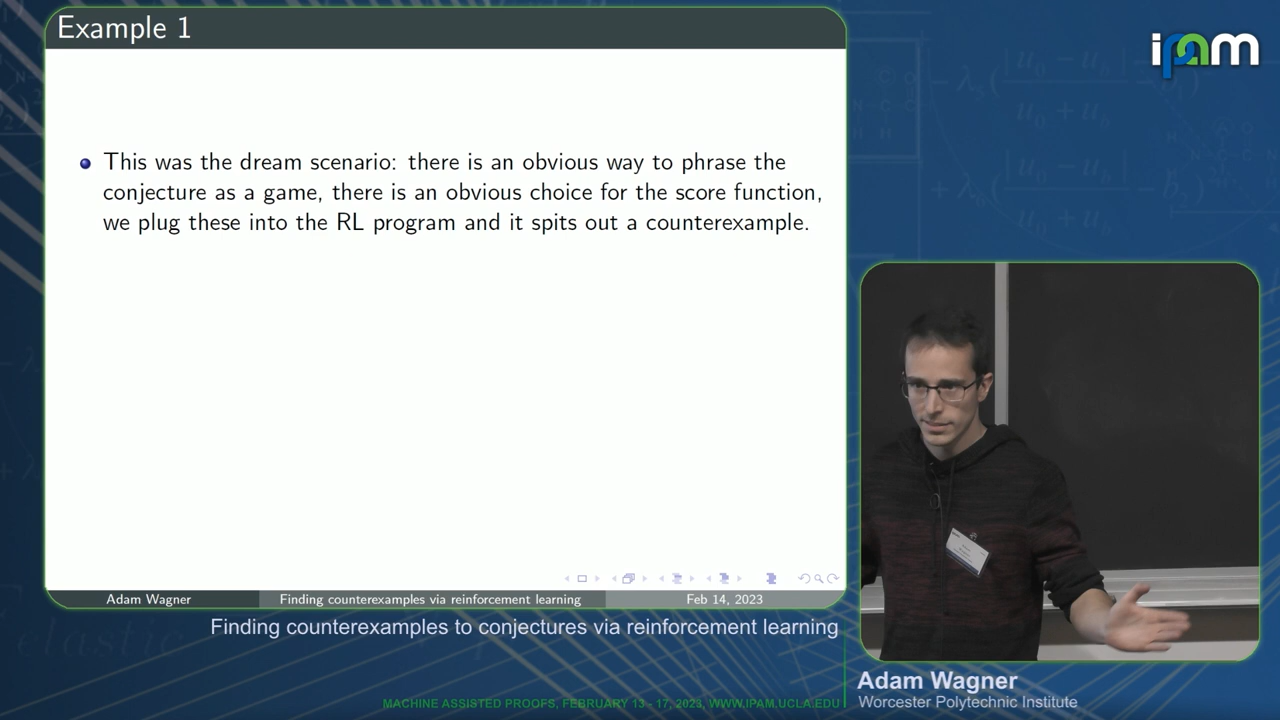 Example 1
ipam
This was the dream scenario: there is an obvious way to phrase the
conjecture as a game, there is an obvious choice for the score function,
we plug these into the RL program and it spits out a counterexample.
Adam Wagner
Finding counterexamples via reinforcement learning
Feb 14, 2023
Finding counterexamples to conjectures via reinforcement learning
Adam Wagner
Worcester Polytechnic Institute
MACHINE ASSISTED PROOFS, FEBRUARY 13 - 17, 2023, WWW.IPAM.UCLA.EDU